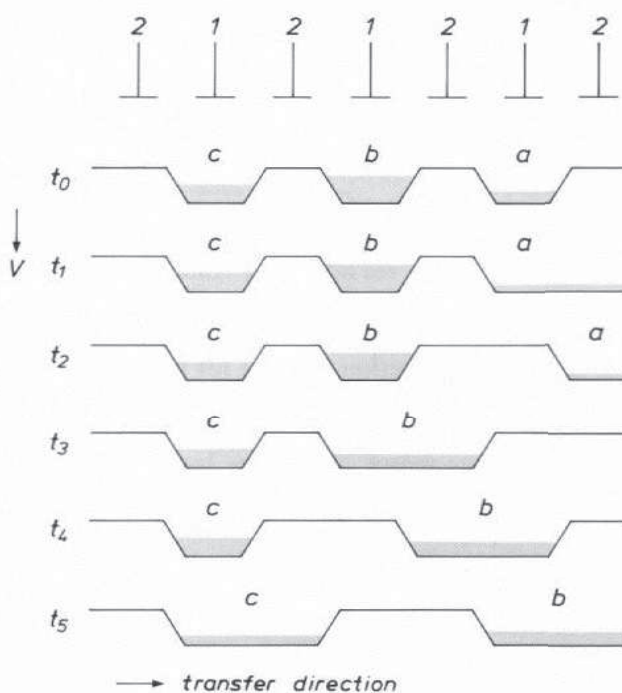 2 1 2 1 2 1 2
c b a
t0
c b a
V t1
c b a
t2
c b
t3
c b
t4
c b
t5
transfer direction